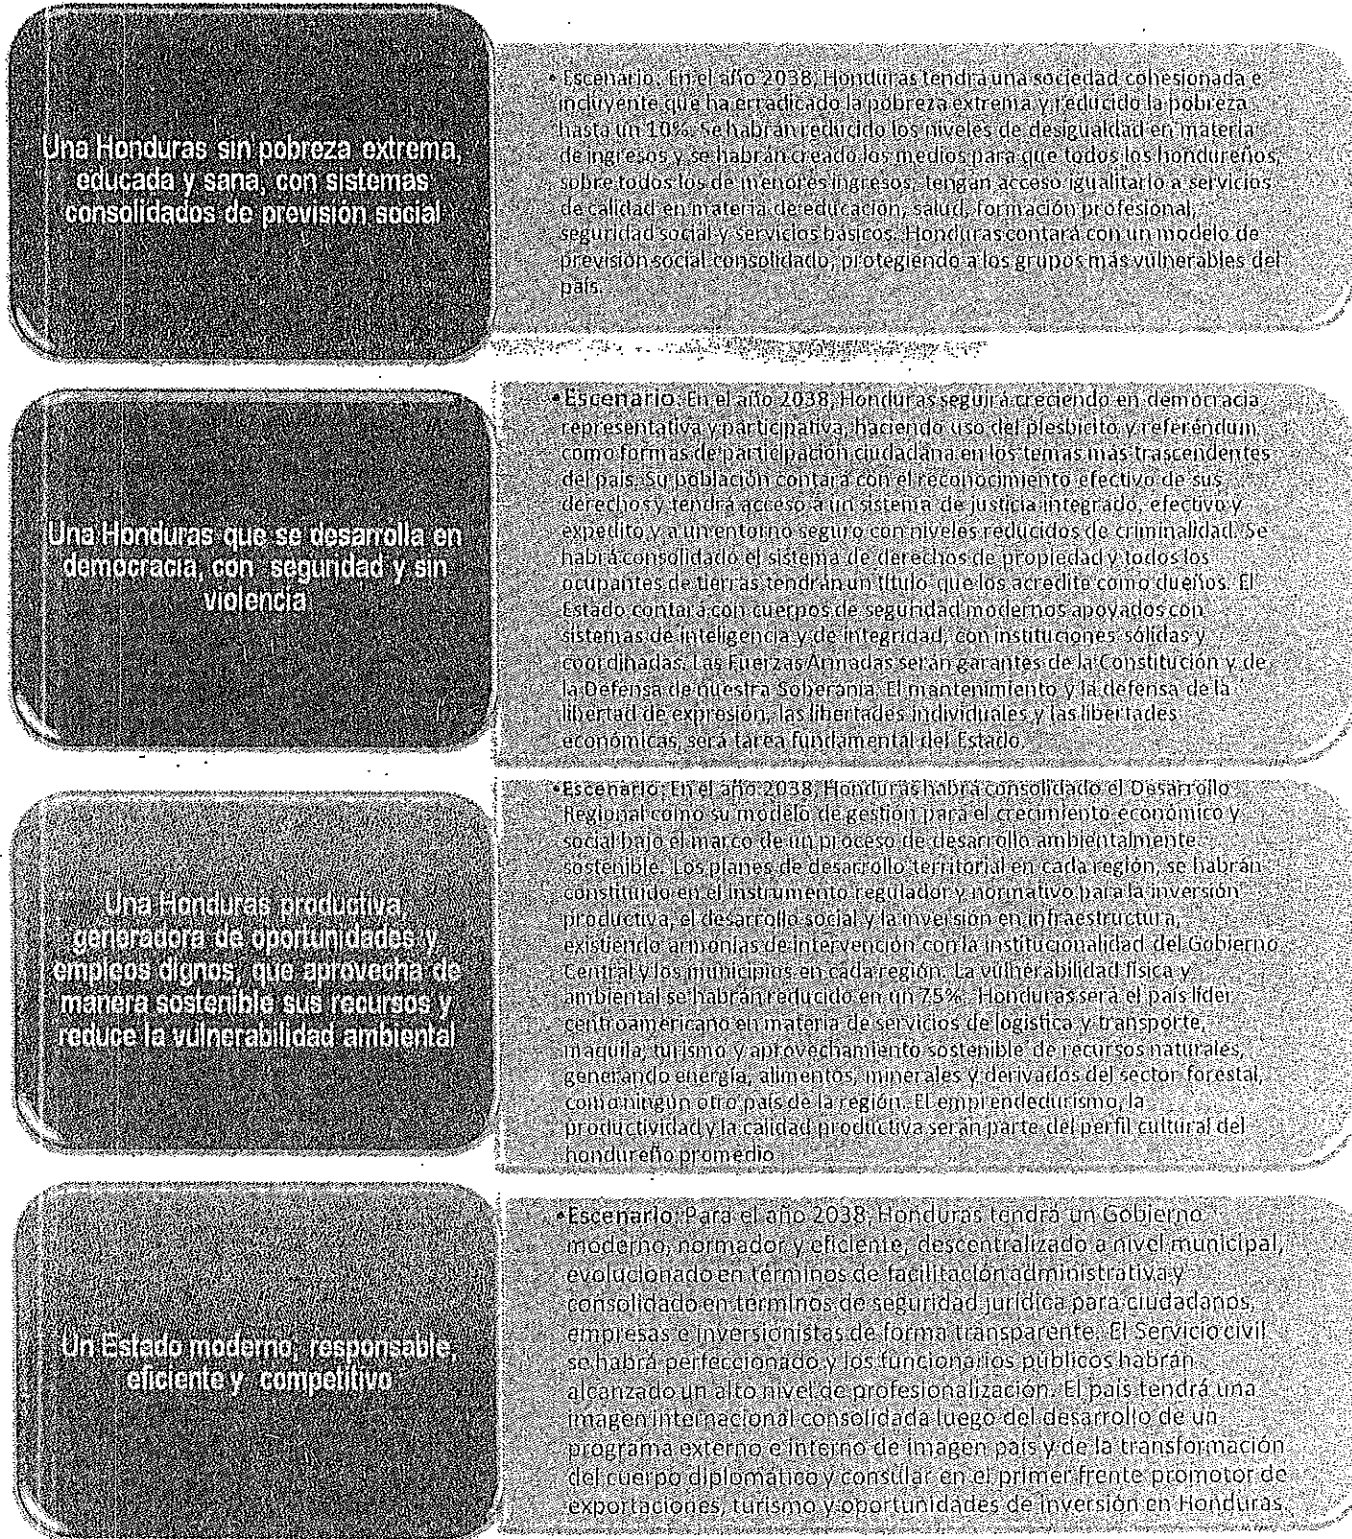 Una Honduras sin pobreza extrema,
educada y sana, con sistemas
consolidados de previsión social
• Escenario: En el año 2038, Honduras tendrá una sociedad cohesionada e
incluyente que ha erradicado la pobreza extrema y reducido la pobreza
hasta un 10%. Se habrán reducido los niveles de desigualdad en materia
de ingresos y se habrán creado los medios para que todos los hondureños,
sobre todos los de menores ingresos, tengan acceso igualitario a servicios
de calidad en materia de educación, salud, formación profesional,
seguridad social y servicios básicos. Honduras contará con un modelo de
previsión social consolidado, protegiendo a los grupos más vulnerables del
país.
Una Honduras que se desarrolla en
democracia, con seguridad y sin
violencia
•Escenario: En el año 2038, Honduras seguirá creciendo en democracia
representativa y participativa, haciendo uso del plesbicito y referéndum,
como formas de participación ciudadana en los temas más trascendentes
del país. Su población contará con el reconocimiento efectivo de sus
derechos y tendrá acceso a un sistema de justicia integrado, efectivo y
expedito y a un entorno seguro con niveles reducidos de criminalidad. Se
habrá consolidado el sistema de derechos de propiedad y todos los
ocupantes de tierras tendrán un título que los acredite como dueños. El
Estado contará con cuerpos de seguridad modernos apoyados con
sistemas de inteligencia y de integridad, con instituciones sólidas y
coordinadas. Las Fuerzas Armadas serán garantes de la Constitución y de
la Defensa de nuestra Soberanía. El mantenimiento y la defensa de la
libertad de expresión, las libertades individuales y las libertades
económicas, será tarea fundamental del Estado.
Una Honduras productiva,
generadora de oportunidades y
empleos dignos, que aprovecha de
manera sostenible sus recursos y
reduce la vulnerabilidad ambiental
•Escenario: En el año 2038, Honduras habrá consolidado el Desarrollo
Regional como su modelo de gestión para el crecimiento económico y
social bajo el marco de un proceso de desarrollo ambientalmente
sostenible. Los planes de desarrollo territorial en cada región, se habrán
constituido en el instrumento regulador y normativo para la inversión
productiva, el desarrollo social y la inversión en infraestructura,
existiendo armonías de intervención con la institucionalidad del Gobierno
Central y los municipios en cada región. La vulnerabilidad física y
ambiental se habrán reducido en un 75%. Honduras será el país líder
centroamericano en materia de servicios de logística y transporte,
maquila, turismo y aprovechamiento sostenible de recursos naturales,
generando energía, alimentos, minerales y derivados del sector forestal,
como ningún otro país de la región. El emprendedurismo, la
productividad y la calidad productiva serán parte del perfil cultural del
hondureño promedio
Un Estado moderno, responsable,
eficiente y competitivo
•Escenario: Para el año 2038, Honduras tendrá un Gobierno
moderno, normador y eficiente, descentralizado a nivel municipal,
evolucionado en términos de facilitación administrativa y
consolidado en términos de seguridad jurídica para ciudadanos,
empresas e inversionistas de forma transparente. El Servicio civil
se habrá perfeccionado y los funcionarios públicos habrán
alcanzado un alto nivel de profesionalización. El país tendrá una
imagen internacional consolidada luego del desarrollo de un
programa externo e interno de imagen país y de la transformación
del cuerpo diplomático y consular en el primer frente promotor de
exportaciones, turismo y oportunidades de inversión en Honduras.